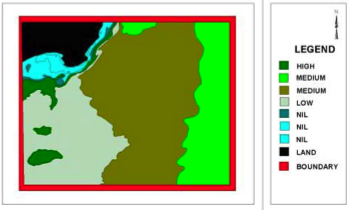 N
LEGEND
HIGH
MEDIUM
MEDIUM
LOW
NIL
NIL
NIL
LAND
BOUNDARY